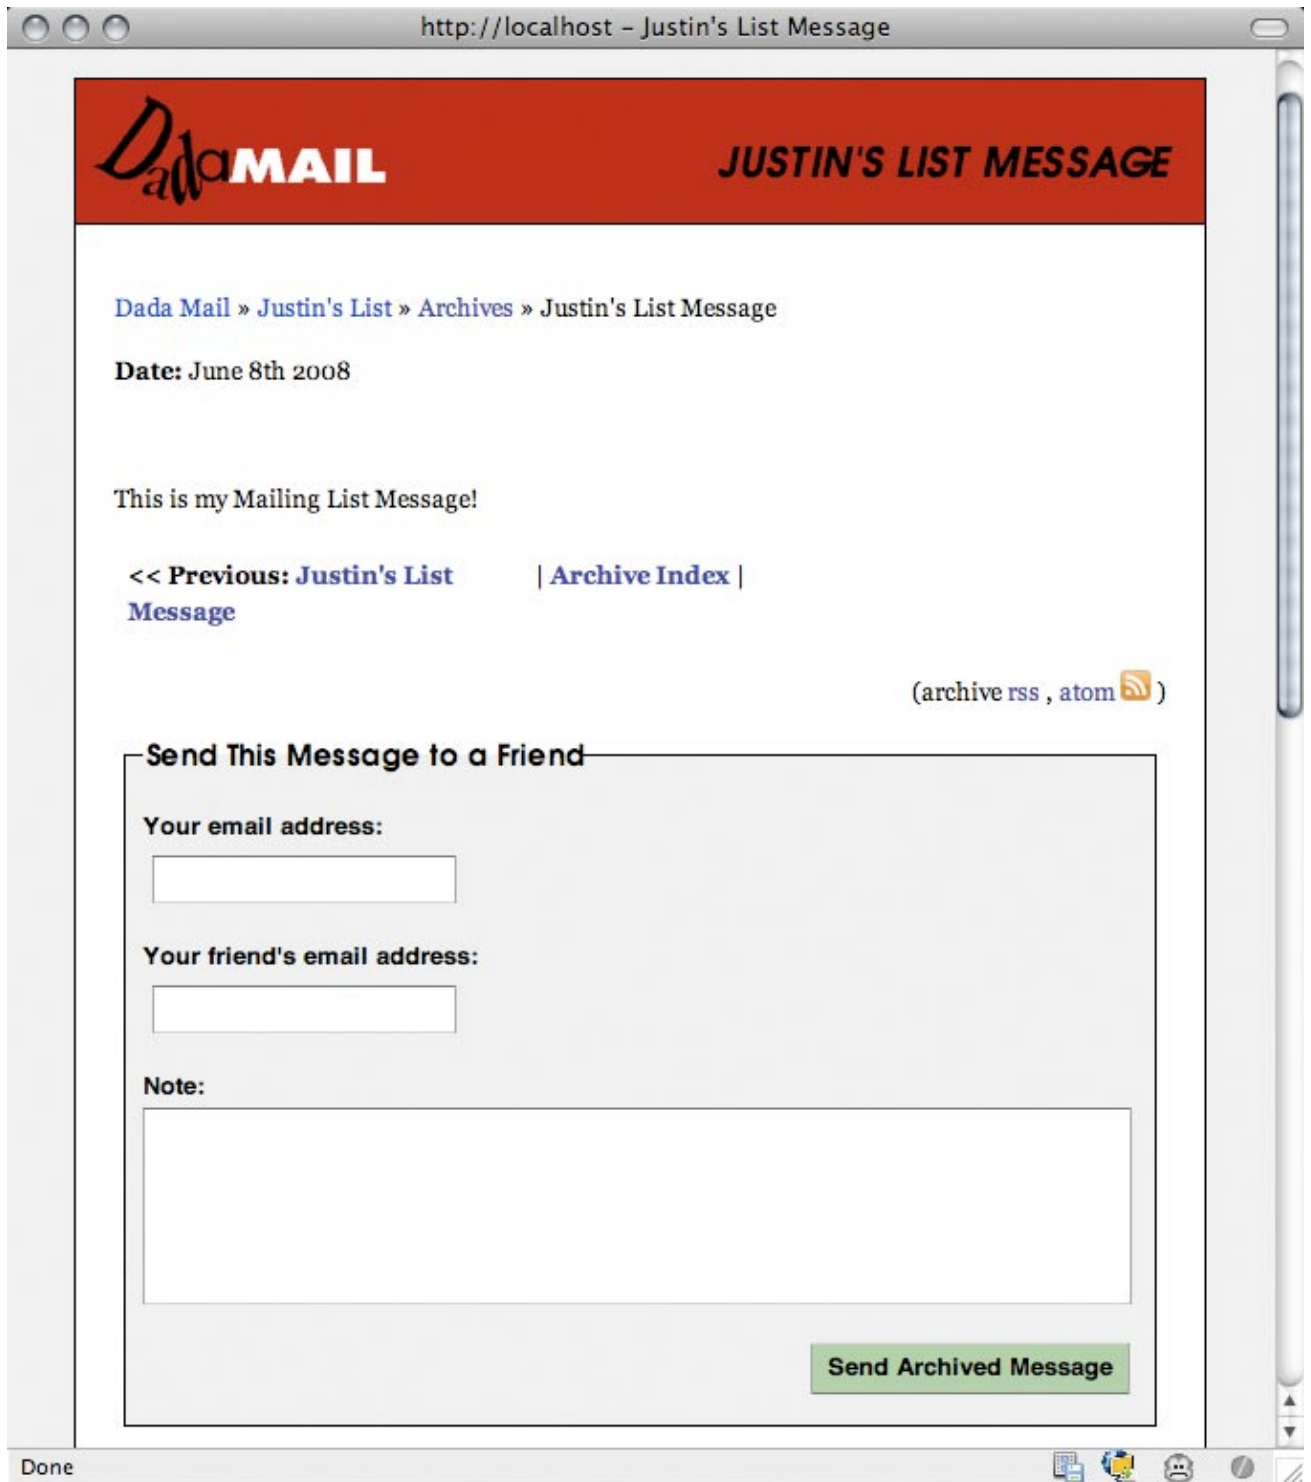 http://localhost – Justin's List Message
DadaMAIL
JUSTIN'S LIST MESSAGE
Dada Mail » Justin's List » Archives » Justin's List Message
Date: June 8th 2008
This is my Mailing List Message!
<< Previous: Justin's List | Archive Index |
Message
(archive rss , atom )
Send This Message to a Friend
Your email address:
Your friend's email address:
Note:
Send Archived Message
Done